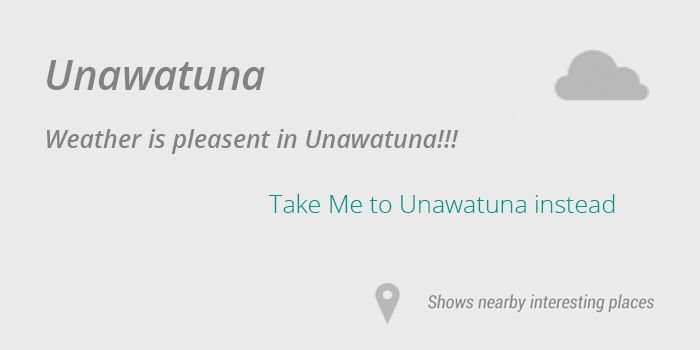 Unawatuna
Weather is pleasent in Unawatuna!!!
Take Me to Unawatuna instead
Shows nearby interesting places